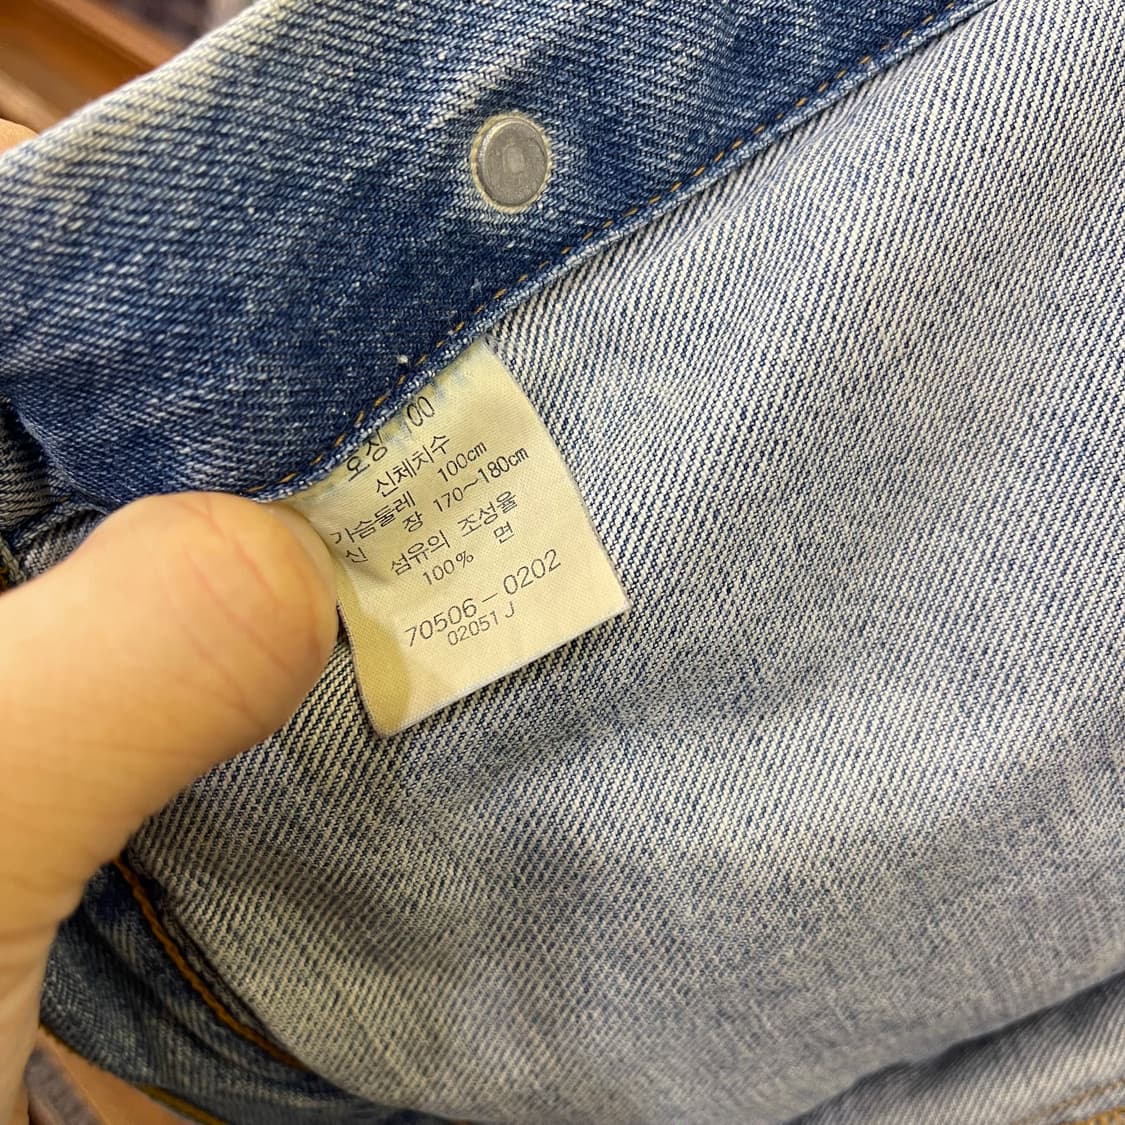 호칭 100
신체치수
가슴둘레 100cm
신 장 170~180cm
섬유의 조성율
100% 면
70506-0202
02051 J